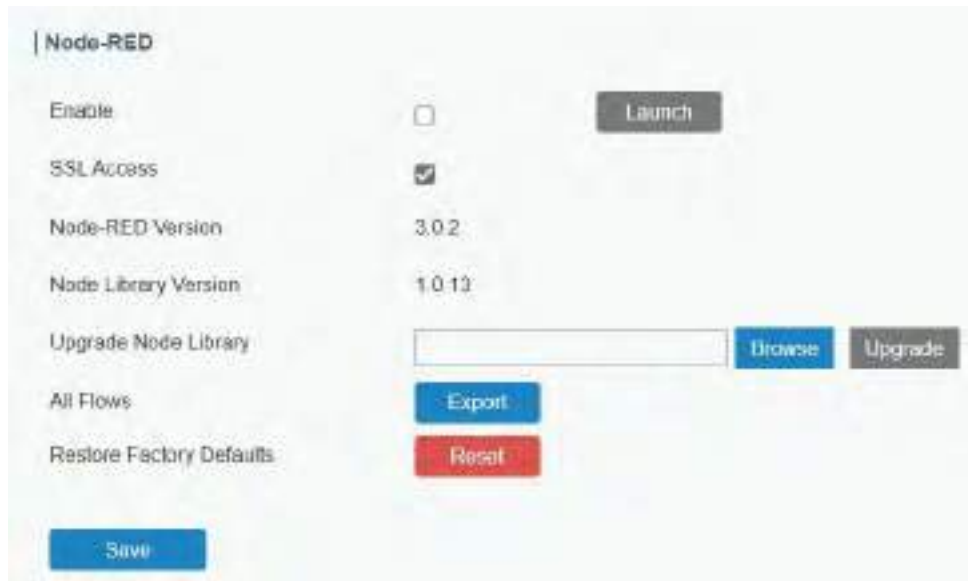 Node-RED
Enable Launch
SSL Access
Node-RED Version 3.0.2
Node Library Version 1.0.13
Upgrade Node Library Browse Upgrade
All Flows Export
Restore Factory Defaults Reset
Save